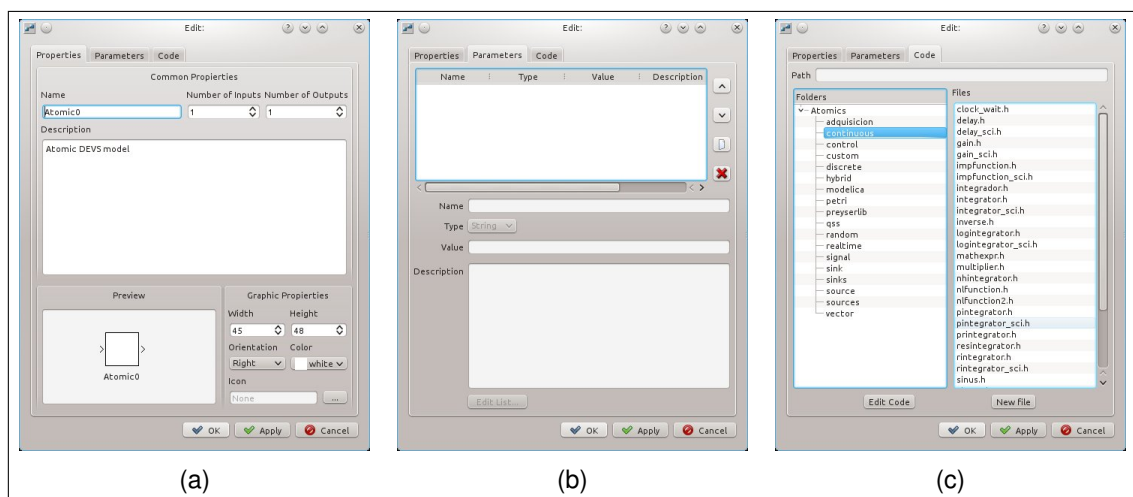 Edit:
Properties Parameters Code
Common Propierties
Name Number of Inputs Number of Outputs
Atomic0 1 1
Description
Atomic DEVS model
Preview
Atomic0
Graphic Propierties
Width Height
45 48
Orientation Color
Right white
Icon
None ...
OK Apply Cancel
(a)
Edit:
Properties Parameters Code
Name Type Value Description
Name
Type String
Value
Description
Edit List...
OK Apply Cancel
(b)
Edit:
Properties Parameters Code
Path
Folders
Atomics
adquisicion
continuous
control
custom
discrete
hybrid
modelica
petri
preyserlib
qss
random
realtime
signal
sink
sinks
source
sources
vector
Files
clock_wait.h
delay.h
delay_sci.h
gain.h
gain_sci.h
impfunction.h
impfunction_sci.h
integrador.h
integrator.h
integrator_sci.h
inverse.h
logintegrator.h
logintegrator_sci.h
mathexpr.h
multiplier.h
nhintegrator.h
nlfunction.h
nlfunction2.h
pintegrator.h
pintegrator_sci.h
printegrator.h
resintegrator.h
rintegrator.h
rintegrator_sci.h
sinus.h
Edit Code New file
OK Apply Cancel
(c)